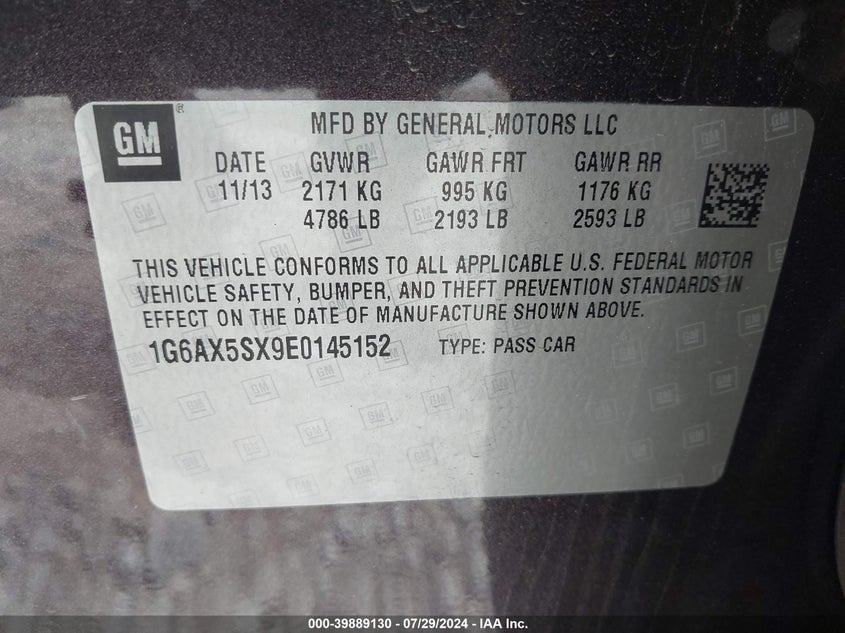 GM ®
MFD BY GENERAL MOTORS LLC
DATE GVWR GAWR FRT GAWR RR
11/13 2171 KG 995 KG 1176 KG
4786 LB 2193 LB 2593 LB
THIS VEHICLE CONFORMS TO ALL APPLICABLE U.S. FEDERAL MOTOR
VEHICLE SAFETY, BUMPER, AND THEFT PREVENTION STANDARDS IN
EFFECT ON THE DATE OF MANUFACTURE SHOWN ABOVE.
1G6AX5SX9E0145152 TYPE: PASS CAR
000-39889130 - 07/29/2024 - IAA Inc.